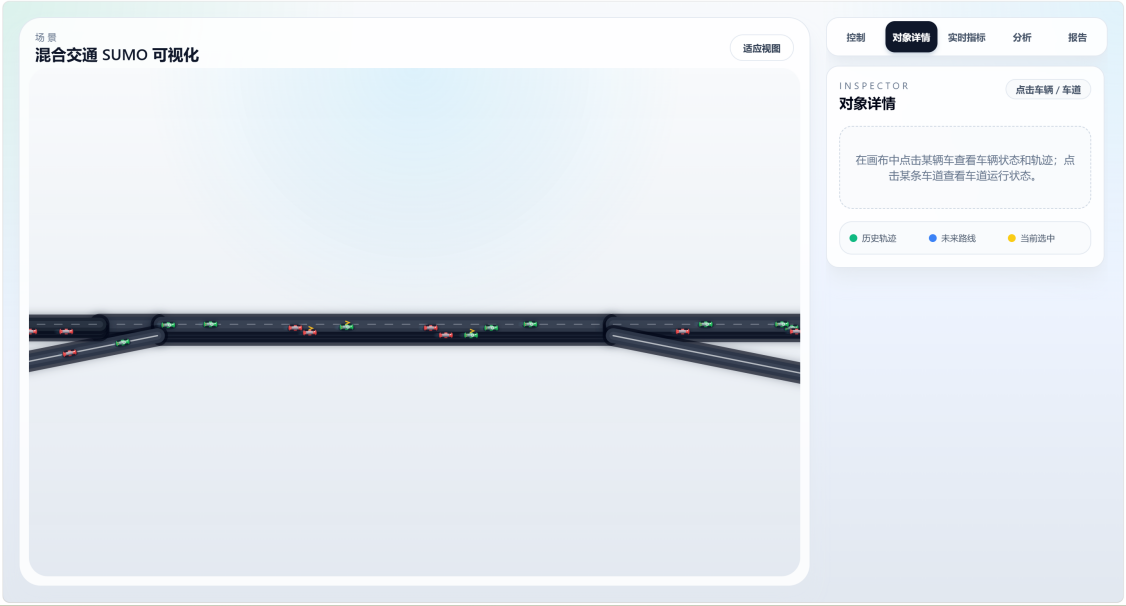 场景
混合交通 SUMO 可视化
适应视图
控制
对象详情
实时指标
分析
报告
INSPECTOR
对象详情
点击车辆 / 车道
在画布中点击某辆车查看车辆状态和轨迹；点
击某条车道查看车道运行状态。
历史轨迹
未来路线
当前选中